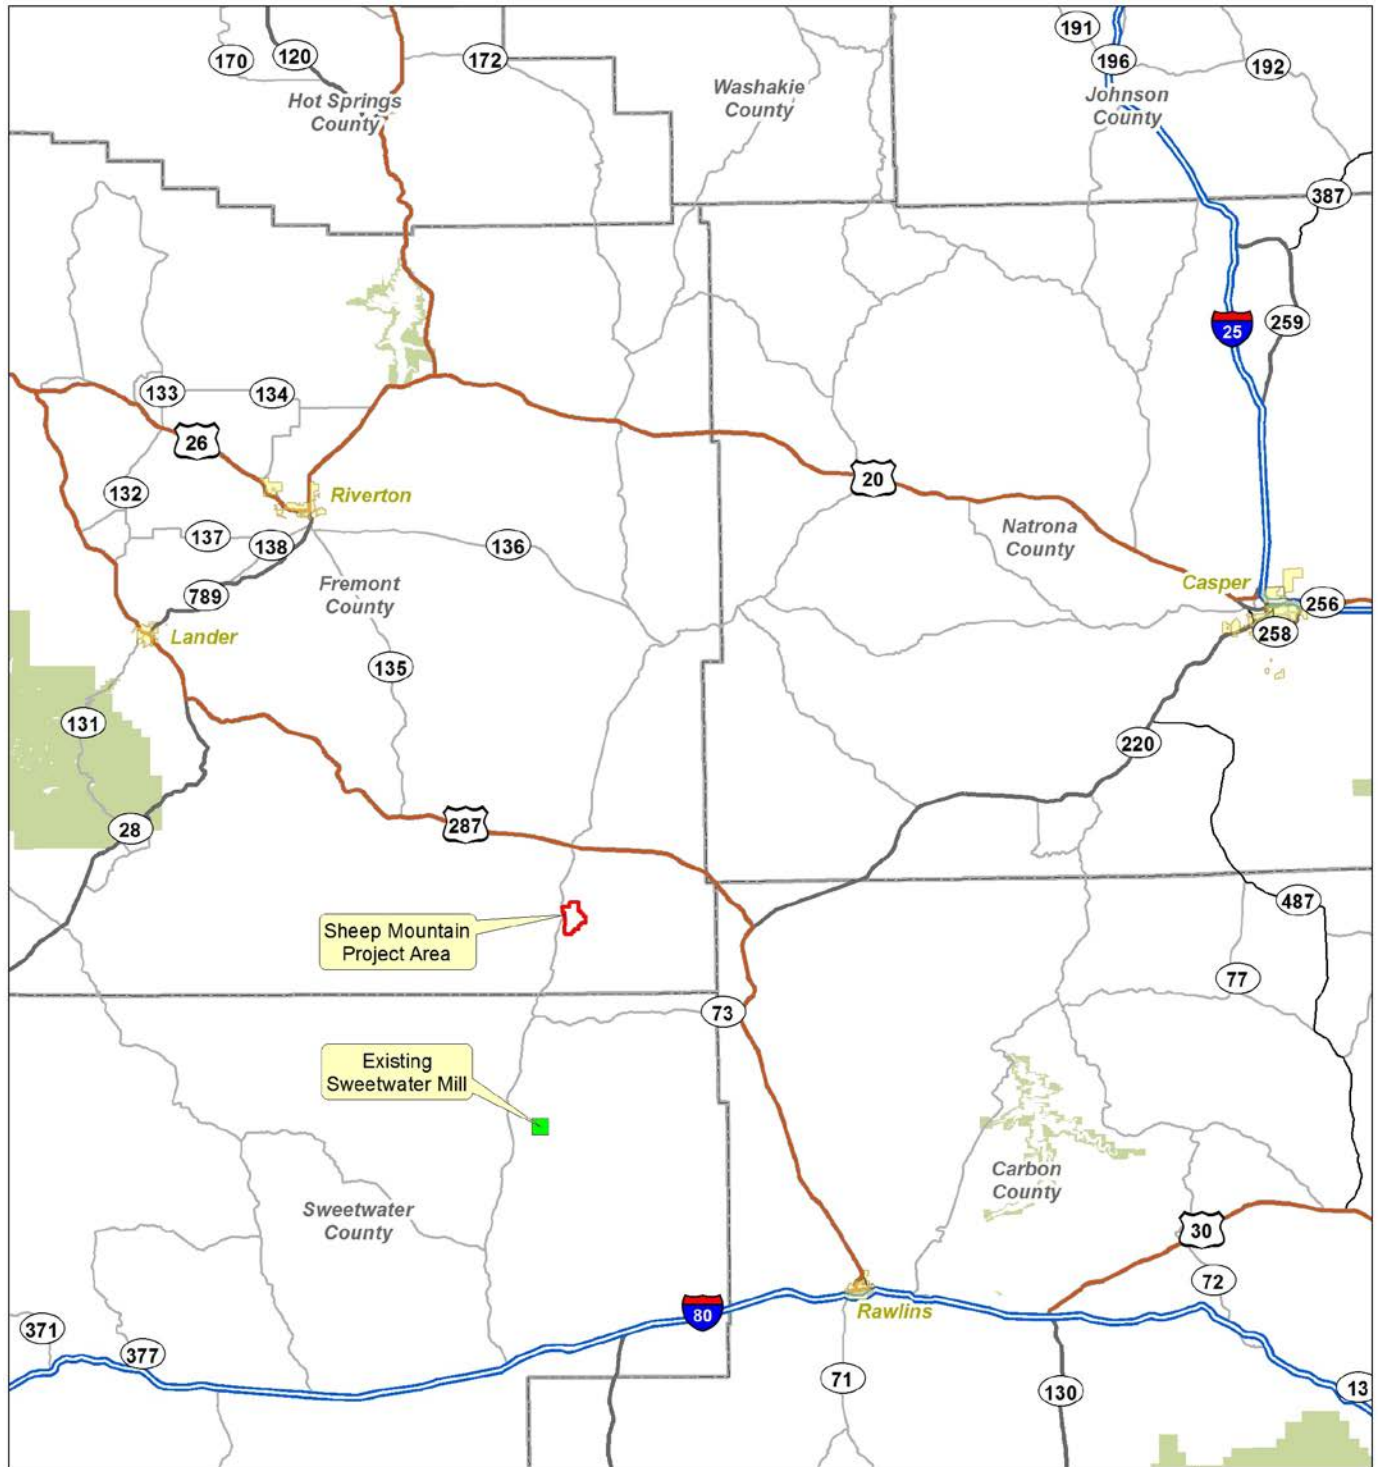 191
170
120
172
196
192
Washakie
County
Hot Springs
County
Johnson
County
387
25
259
133
134
26
20
132
Riverton
137
138
136
Natrona
County
789
Fremont
County
Casper
256
Lander
258
135
131
220
28
287
487
Sheep Mountain
Project Area
77
73
Existing
Sweetwater Mill
Carbon
County
Sweetwater
County
30
72
80
Rawlins
371
377
71
130
13